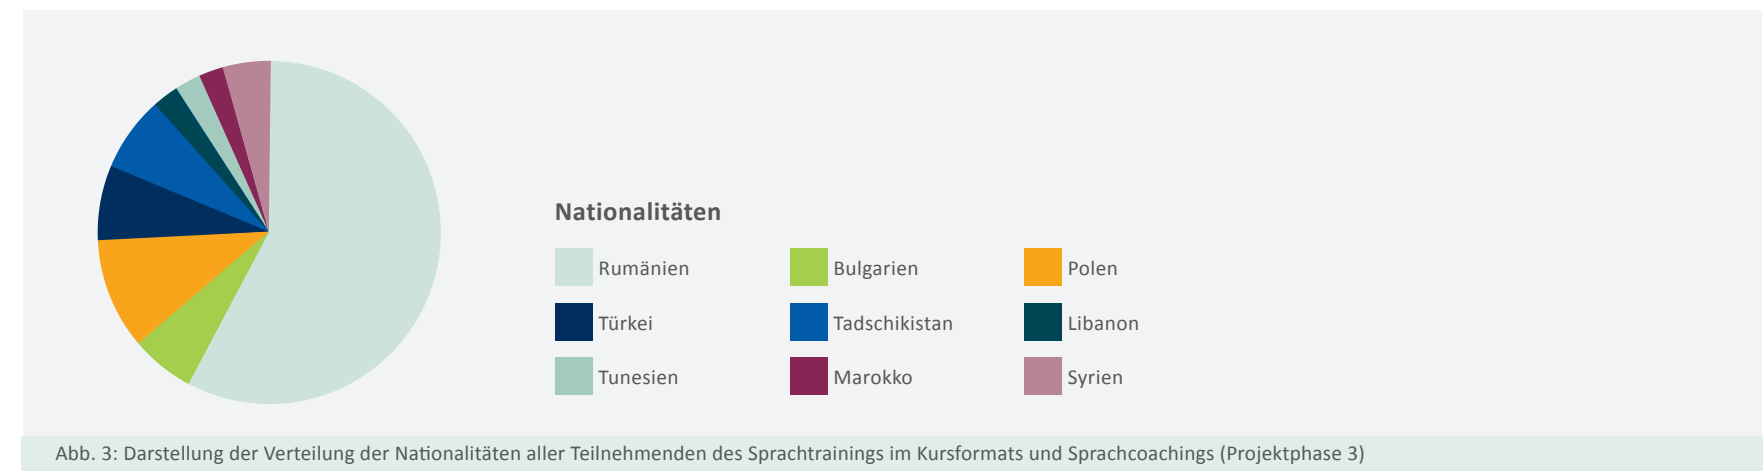 Nationalitäten
Rumänien
Bulgarien
Polen
Türkei
Tadschikistan
Libanon
Tunesien
Marokko
Syrien
Abb. 3: Darstellung der Verteilung der Nationalitäten aller Teilnehmenden des Sprachtrainings im Kursformats und Sprachcoachings (Projektphase 3)